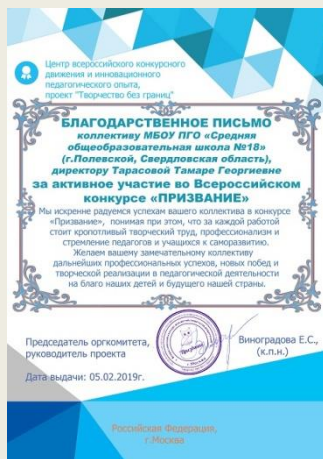 Центр всероссийского конкурсного
движения и инновационного
педагогического опыта,
проект "Творчество без границ"
БЛАГОДАРСТВЕННОЕ ПИСЬМО
коллективу МБОУ ПГО «Средняя
общеобразовательная школа №18»
(г.Полевской, Свердловская область),
директору Тарасовой Тамаре Георгиевне
за активное участие во Всероссийском
конкурсе «ПРИЗВАНИЕ»
Мы искренне радуемся успехам вашего коллектива в конкурсе
«Призвание», понимая при этом, что за каждой работой
стоит кропотливый творческий труд, профессионализм и
стремление педагогов и учащихся к саморазвитию.
Желаем вашему замечательному коллективу
дальнейших профессиональных успехов, новых побед и
творческой реализации в педагогической деятельности
на благо наших детей и будущего нашей страны.
Председатель оргкомитета,
руководитель проекта
Виноградова Е.С.,
(к.п.н.)
Дата выдачи: 05.02.2019г.
Российская Федерация,
г.Москва